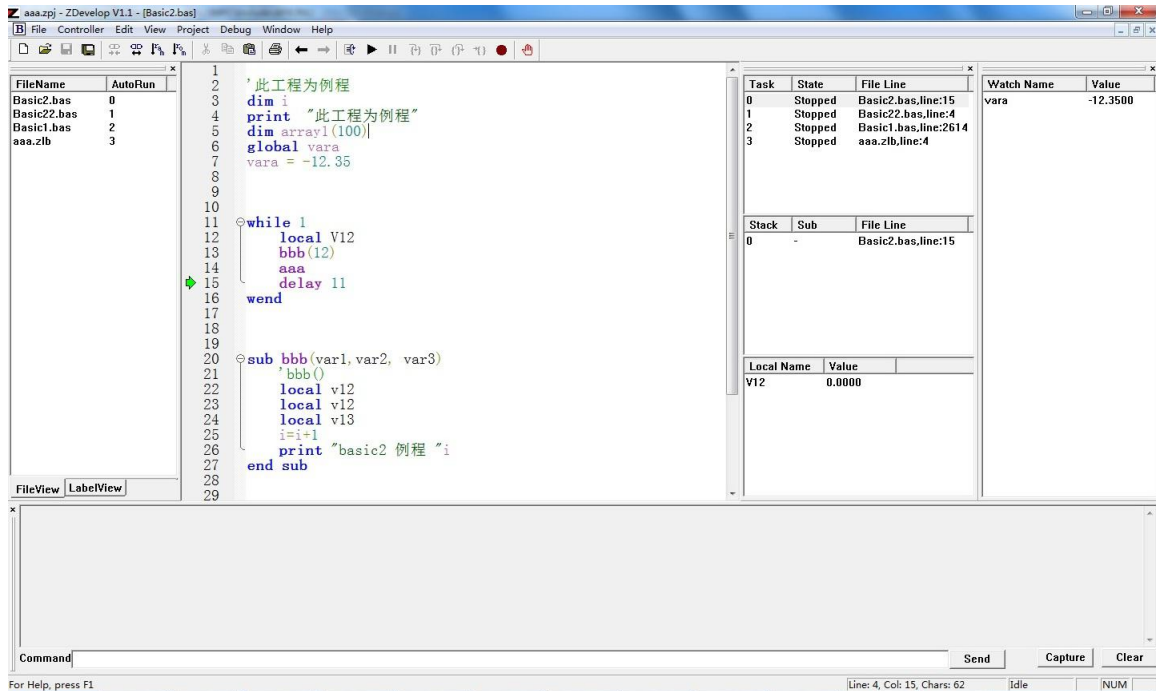 aaa.zpj - ZDevelop V1.1 - [Basic2.bas]
File Controller Edit View Project Debug Window Help
FileName AutoRun
Basic2.bas 0
Basic22.bas 1
Basic1.bas 2
aaa.zlb 3
FileView LabelView
1
2 '此工程为例程
3 dim i
4 print "此工程为例程"
5 dim array1(100)
6 global vara
7 vara = -12.35
8
9
10
11 while 1
12 local V12
13 bbb(12)
14 aaa
15 delay 11
16 wend
17
18
19
20 sub bbb(var1,var2, var3)
21 'bbb()
22 local v12
23 local v12
24 local v13
25 i=i+1
26 print "basic2 例程 "i
27 end sub
28
29
Task State File Line
0 Stopped Basic2.bas,line:15
1 Stopped Basic22.bas,line:4
2 Stopped Basic1.bas,line:2614
3 Stopped aaa.zlb,line:4
Stack Sub File Line
0 - Basic2.bas,line:15
Local Name Value
V12 0.0000
Watch Name Value
vara -12.3500
Command Send Capture Clear
For Help, press F1 Line: 4, Col: 15, Chars: 62 Idle NUM